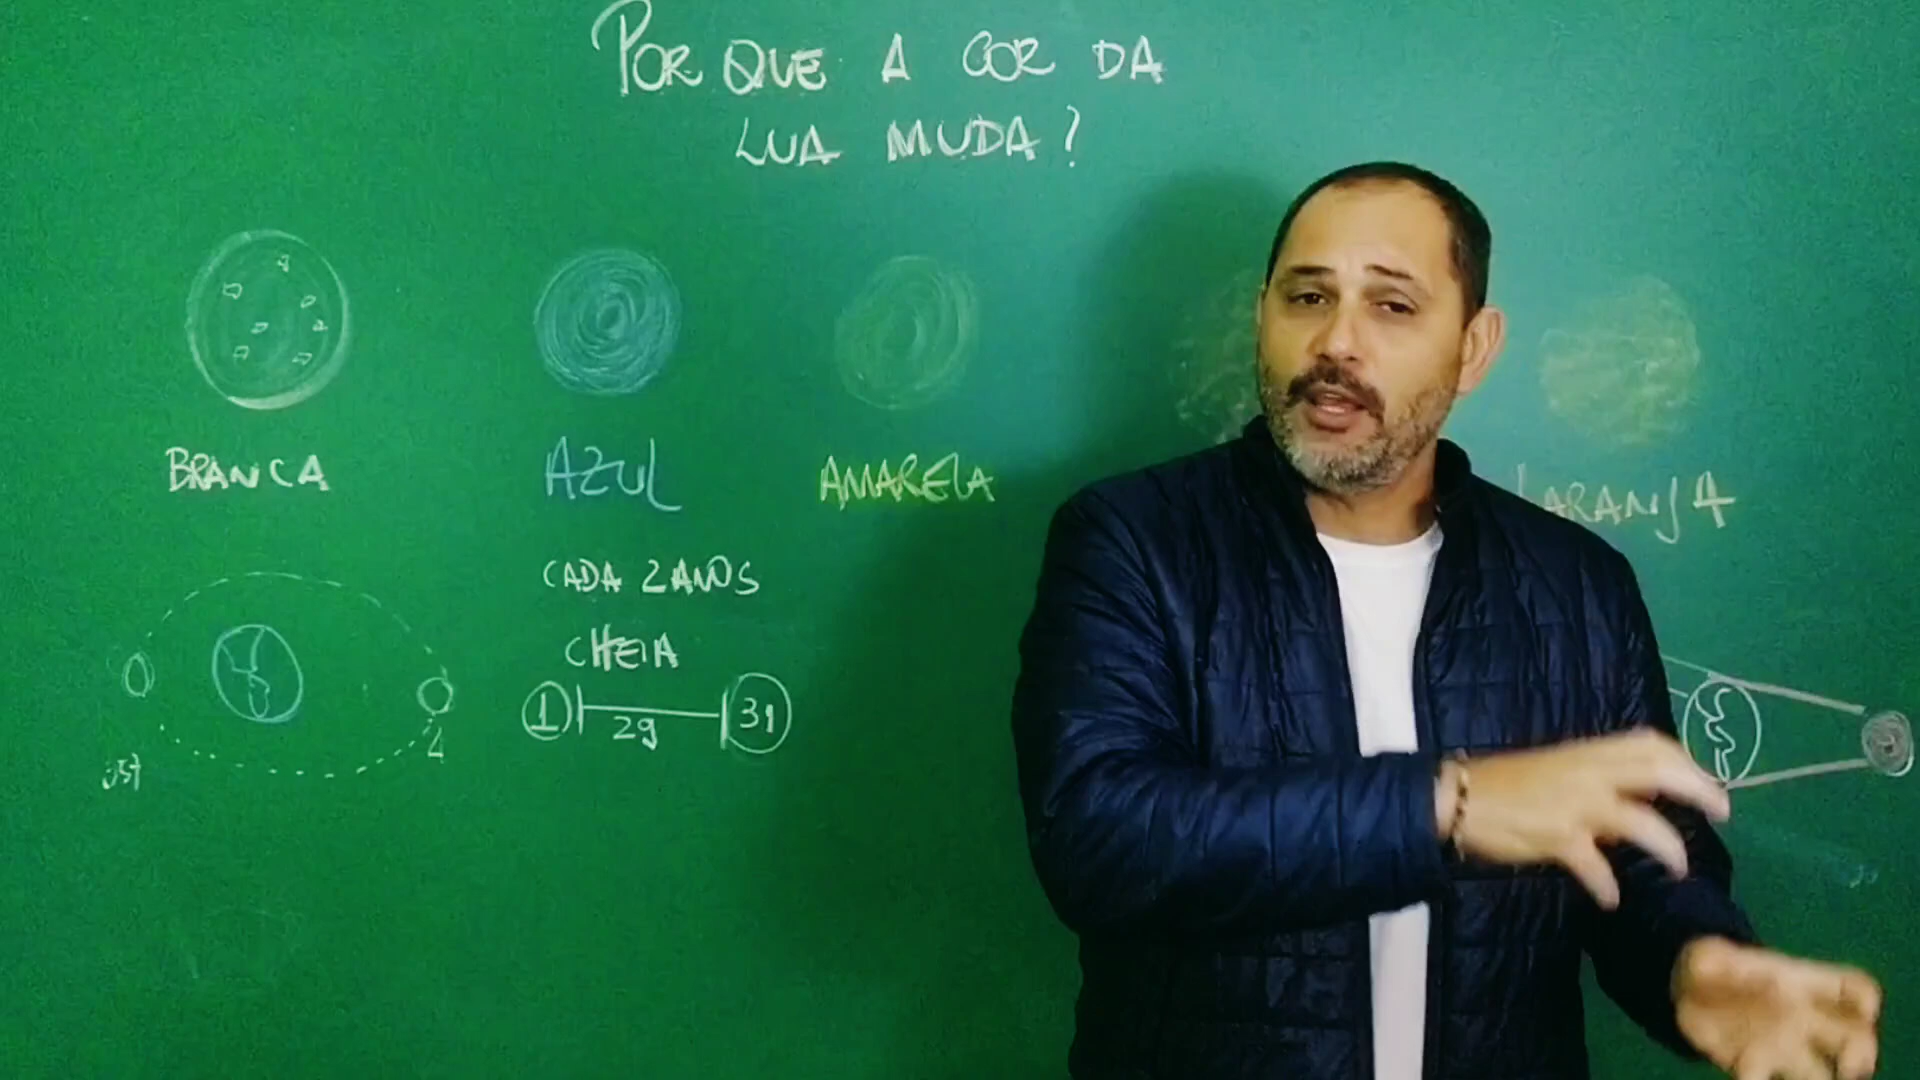 POR QUE A COR DA
LUA MUDA?
BRANCA
AZUL
AMARELA
LARANJA
CADA 2 ANOS
CHEIA
1 29 31